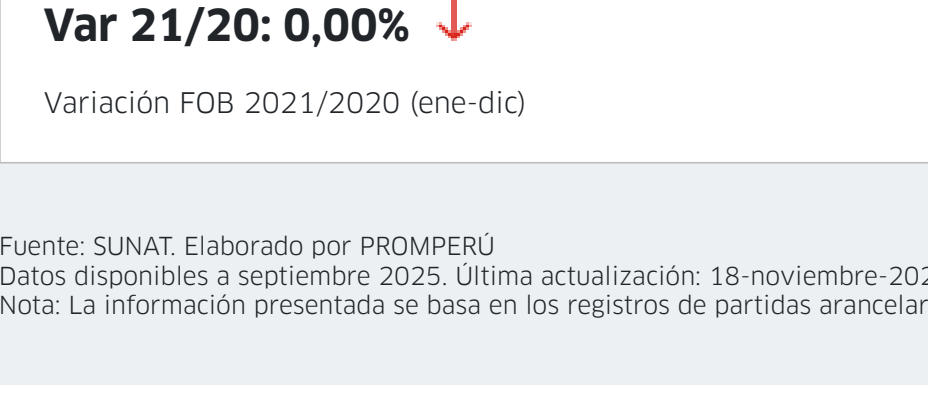 Var 21/20: 0,00%
Variación FOB 2021/2020 (ene-dic)
Fuente: SUNAT. Elaborado por PROMPERÚ
Datos disponibles a septiembre 2025. Última actualización: 18-noviembre-202
Nota: La información presentada se basa en los registros de partidas arancelar